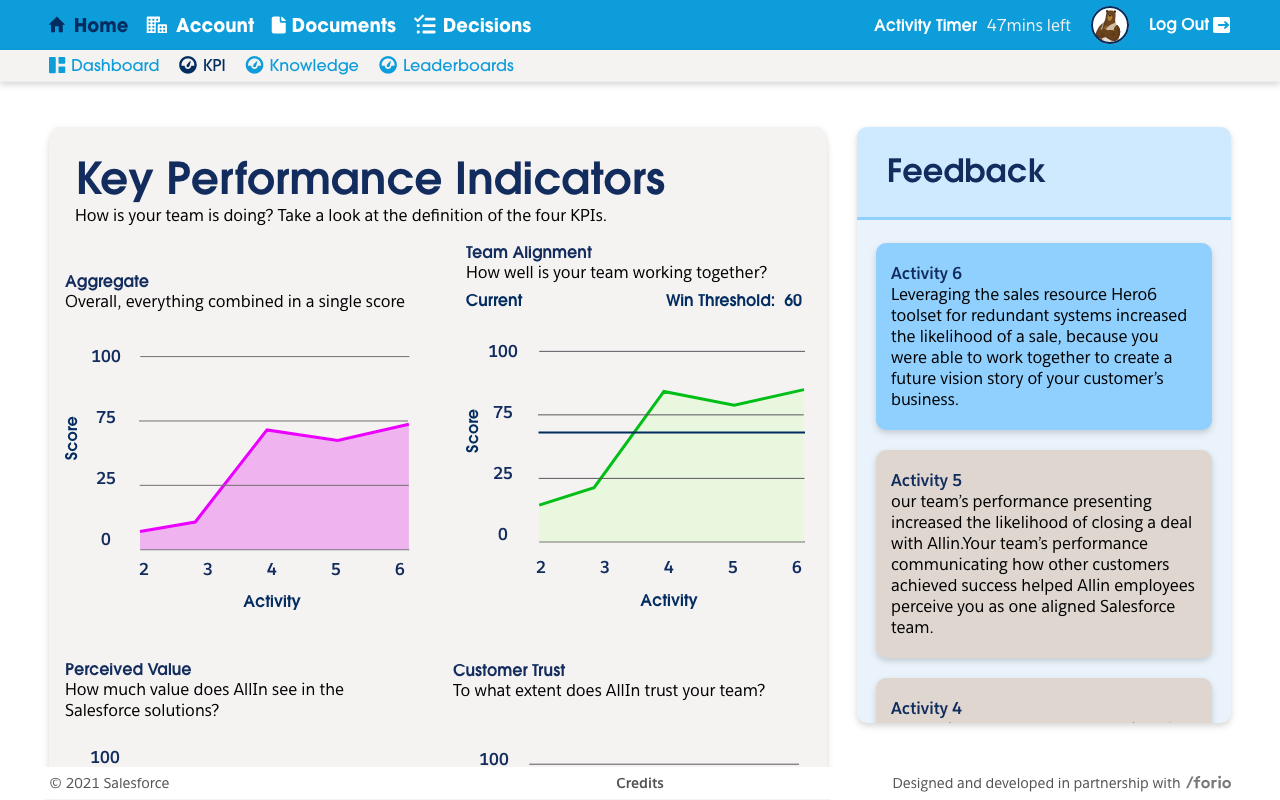 Home Account Documents Decisions
Activity Timer 47mins left
Log Out
Dashboard KPI Knowledge Leaderboards
Key Performance Indicators
How is your team is doing? Take a look at the definition of the four KPIs.
Aggregate
Overall, everything combined in a single score
100
75
25
0
Score
2 3 4 5 6
Activity
Team Alignment
How well is your team working together?
Current Win Threshold: 60
100
75
25
0
Score
2 3 4 5 6
Activity
Perceived Value
How much value does AllIn see in the
Salesforce solutions?
100
Customer Trust
To what extent does AllIn trust your team?
100
Feedback
Activity 6
Leveraging the sales resource Hero6
toolset for redundant systems increased
the likelihood of a sale, because you
were able to work together to create a
future vision story of your customer's
business.
Activity 5
our team's performance presenting
increased the likelihood of closing a deal
with Allin.Your team's performance
communicating how other customers
achieved success helped Allin employees
perceive you as one aligned Salesforce
team.
Activity 4
© 2021 Salesforce
Credits
Designed and developed in partnership with /forio